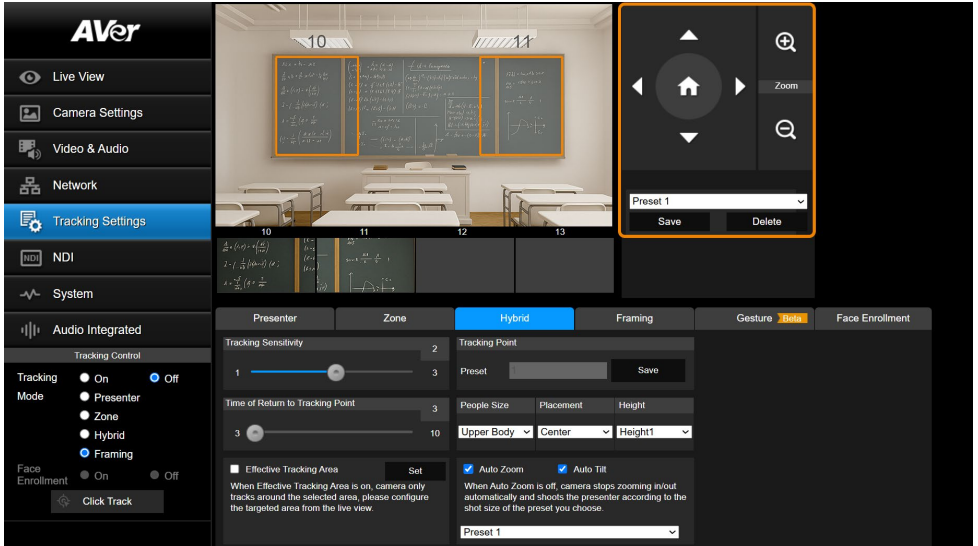 AVer
Live View
Camera Settings
Video & Audio
Network
Tracking Settings
NDI
NDI
System
Audio Integrated
Tracking Control
Tracking On Off
Mode Presenter
Zone
Hybrid
Framing
Face Enrollment On Off
Click Track
10 11
10 11 12 13
Zoom
Preset 1
Save Delete
Presenter Zone Hybrid Framing Gesture Beta Face Enrollment
Tracking Sensitivity 2
1 3
Time of Return to Tracking Point 3
3 10
Effective Tracking Area Set
When Effective Tracking Area is on, camera only
tracks around the selected area, please configure
the targeted area from the live view.
Tracking Point
Preset 1 Save
People Size Placement Height
Upper Body Center Height1
Auto Zoom Auto Tilt
When Auto Zoom is off, camera stops zooming in/out
automatically and shoots the presenter according to the
shot size of the preset you choose.
Preset 1